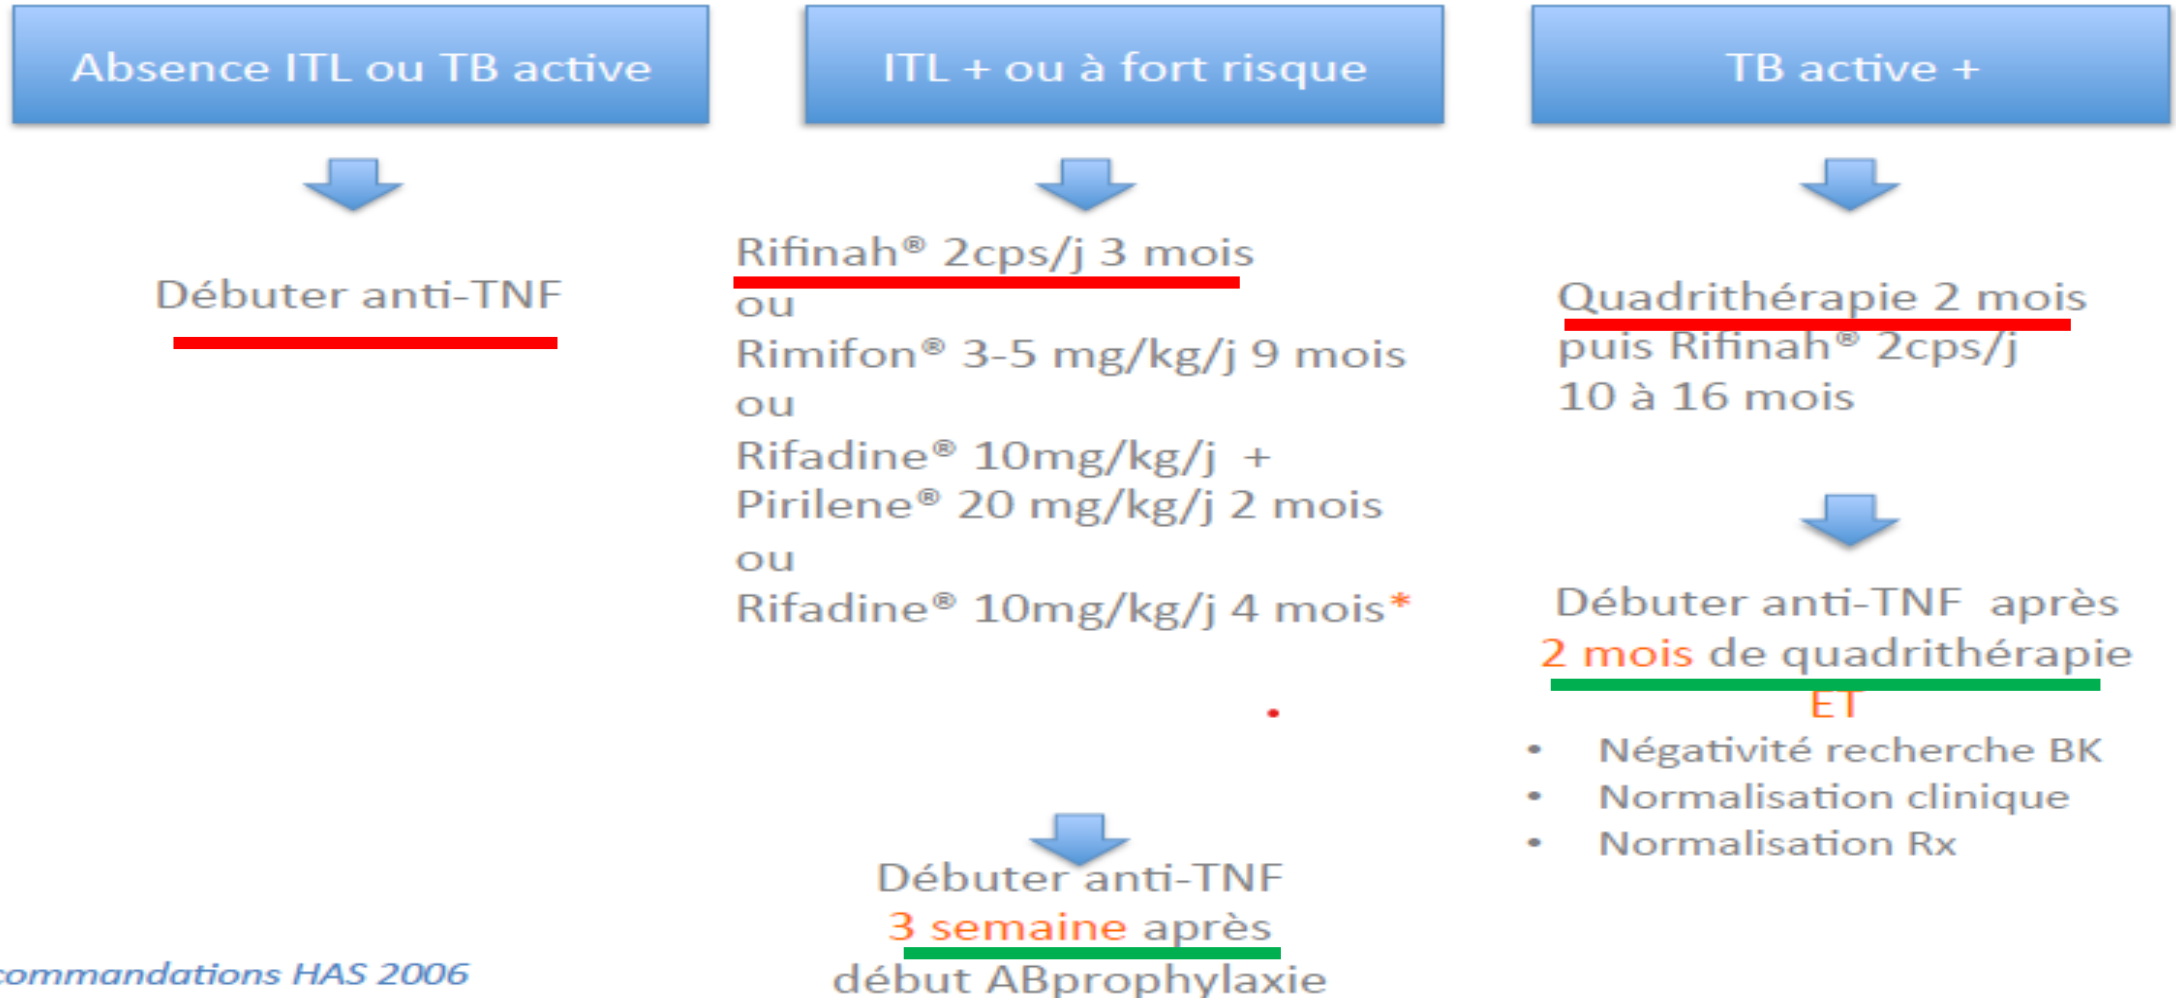 Absence ITL ou TB active
Débuter anti-TNF
ITL + ou à fort risque
Rifinah® 2cps/j 3 mois
ou
Rimifon® 3-5 mg/kg/j 9 mois
ou
Rifadine® 10mg/kg/j +
Pirilene® 20 mg/kg/j 2 mois
ou
Rifadine® 10mg/kg/j 4 mois*
Débuter anti-TNF
3 semaine après
début ABprophylaxie
TB active +
Quadrithérapie 2 mois
puis Rifinah® 2cps/j
10 à 16 mois
Débuter anti-TNF après
2 mois de quadrithérapie
ET
• Négativité recherche BK
• Normalisation clinique
• Normalisation Rx
commandations HAS 2006